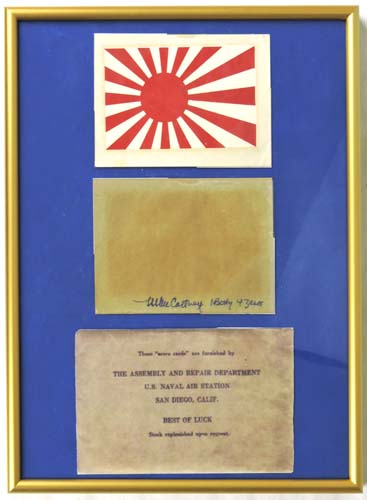 These "score cards" are furnished by
THE ASSEMBLY AND REPAIR DEPARTMENT
U.S. NAVAL AIR STATION
SAN DIEGO, CALIF.
BEST OF LUCK
Stock replenished upon request.